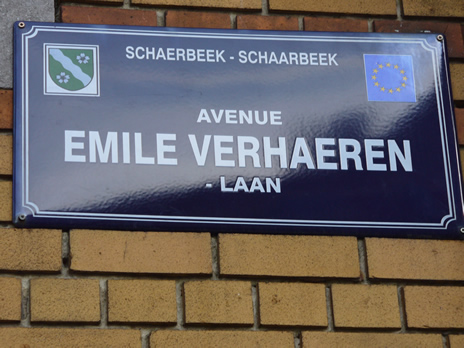 SCHAERBEEK - SCHAARBEEK
AVENUE
EMILE VERHAEREN
- LAAN